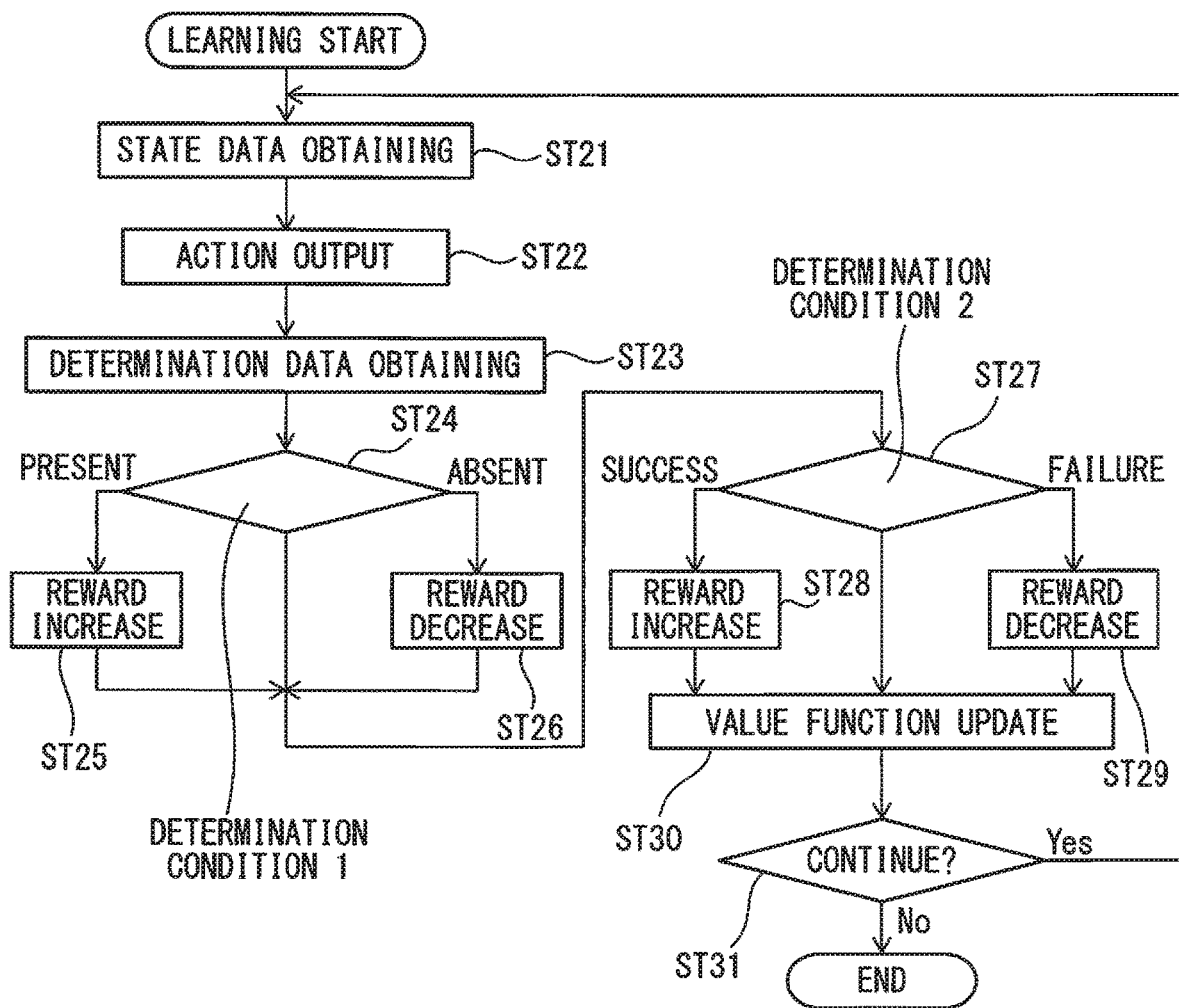 LEARNING START
STATE DATA OBTAINING
ST21
ACTION OUTPUT
ST22
DETERMINATION DATA OBTAINING
ST23
ST24
PRESENT
ABSENT
REWARD
INCREASE
ST25
REWARD
DECREASE
ST26
DETERMINATION
CONDITION 1
DETERMINATION
CONDITION 2
ST27
SUCCESS
FAILURE
REWARD
INCREASE
ST28
REWARD
DECREASE
ST29
VALUE FUNCTION UPDATE
ST30
CONTINUE?
Yes
ST31
No
END